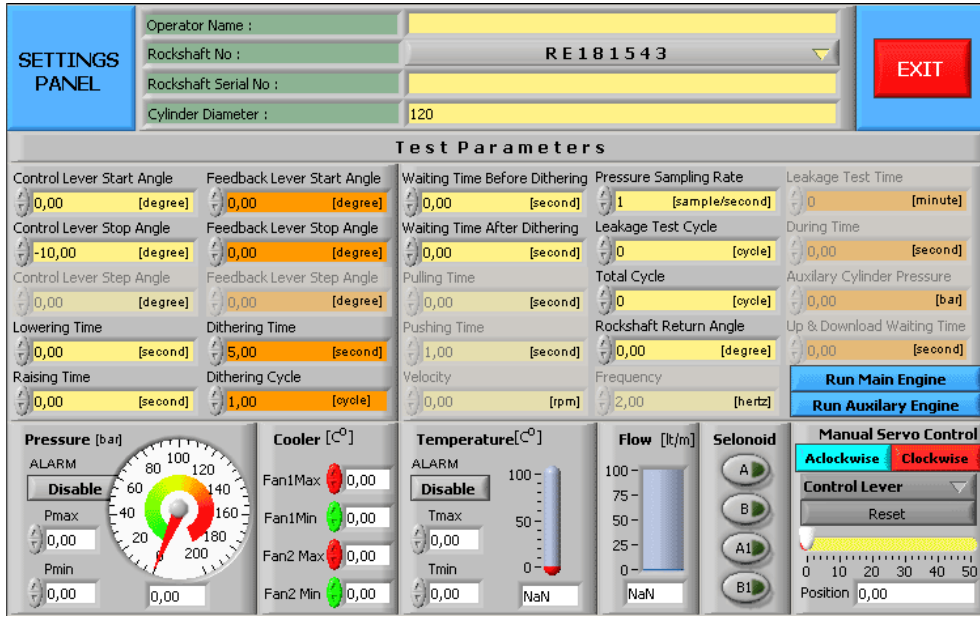 SETTINGS PANEL
Operator Name :
Rockshaft No : RE181543
Rockshaft Serial No :
Cylinder Diameter : 120
EXIT
Test Parameters
Control Lever Start Angle
0,00 [degree]
Control Lever Stop Angle
-10,00 [degree]
Control Lever Step Angle
0,00 [degree]
Lowering Time
0,00 [second]
Raising Time
0,00 [second]
Feedback Lever Start Angle
0,00 [degree]
Feedback Lever Stop Angle
0,00 [degree]
Feedback Lever Step Angle
0,00 [degree]
Dithering Time
5,00 [second]
Dithering Cycle
1,00 [cycle]
Waiting Time Before Dithering
0,00 [second]
Waiting Time After Dithering
0,00 [second]
Pulling Time
0,00 [second]
Pushing Time
1,00 [second]
Velocity
0,00 [rpm]
Pressure Sampling Rate
1 [sample/second]
Leakage Test Cycle
0 [cycle]
Total Cycle
0 [cycle]
Rockshaft Return Angle
0,00 [degree]
Frequency
2,00 [hertz]
Leakage Test Time
0 [minute]
During Time
0,00 [second]
Auxilary Cylinder Pressure
0,00 [bar]
Up & Download Waiting Time
0,00 [second]
Run Main Engine
Run Auxilary Engine
Pressure [bar]
ALARM
Disable
Pmax
0,00
Pmin
0,00
0 20 40 60 80 100 120 140 160 180 200
0,00
Cooler [C°]
Fan1Max 0,00
Fan1Min 0,00
Fan2 Max 0,00
Fan2 Min 0,00
Temperature[C°]
ALARM
Disable
Tmax
0,00
Tmin
0,00
100
50
0
NaN
Flow [lt/m]
100
75
50
25
0
NaN
Selonoid
A
B
A1
B1
Manual Servo Control
Aclockwise Clockwise
Control Lever
Reset
0 10 20 30 40 50
Position 0,00